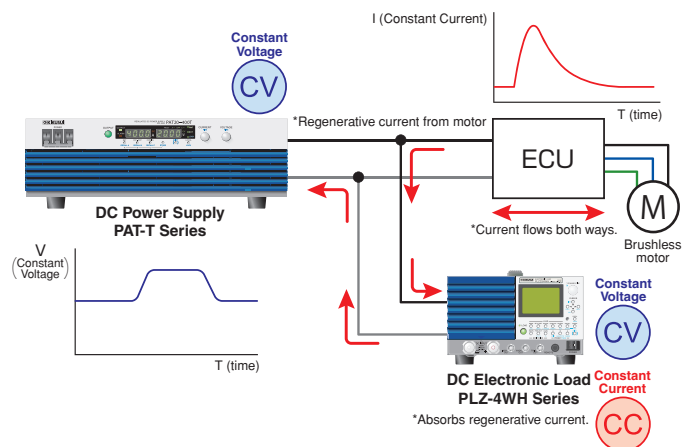 I (Constant Current)
T (time)
Constant
Voltage
CV
*Regenerative current from motor
ECU
M
Brushless
motor
*Current flows both ways.
DC Power Supply
PAT-T Series
V
(Constant
Voltage)
T (time)
Constant
Voltage
CV
DC Electronic Load
PLZ-4WH Series
*Absorbs regenerative current.
Constant
Current
CC